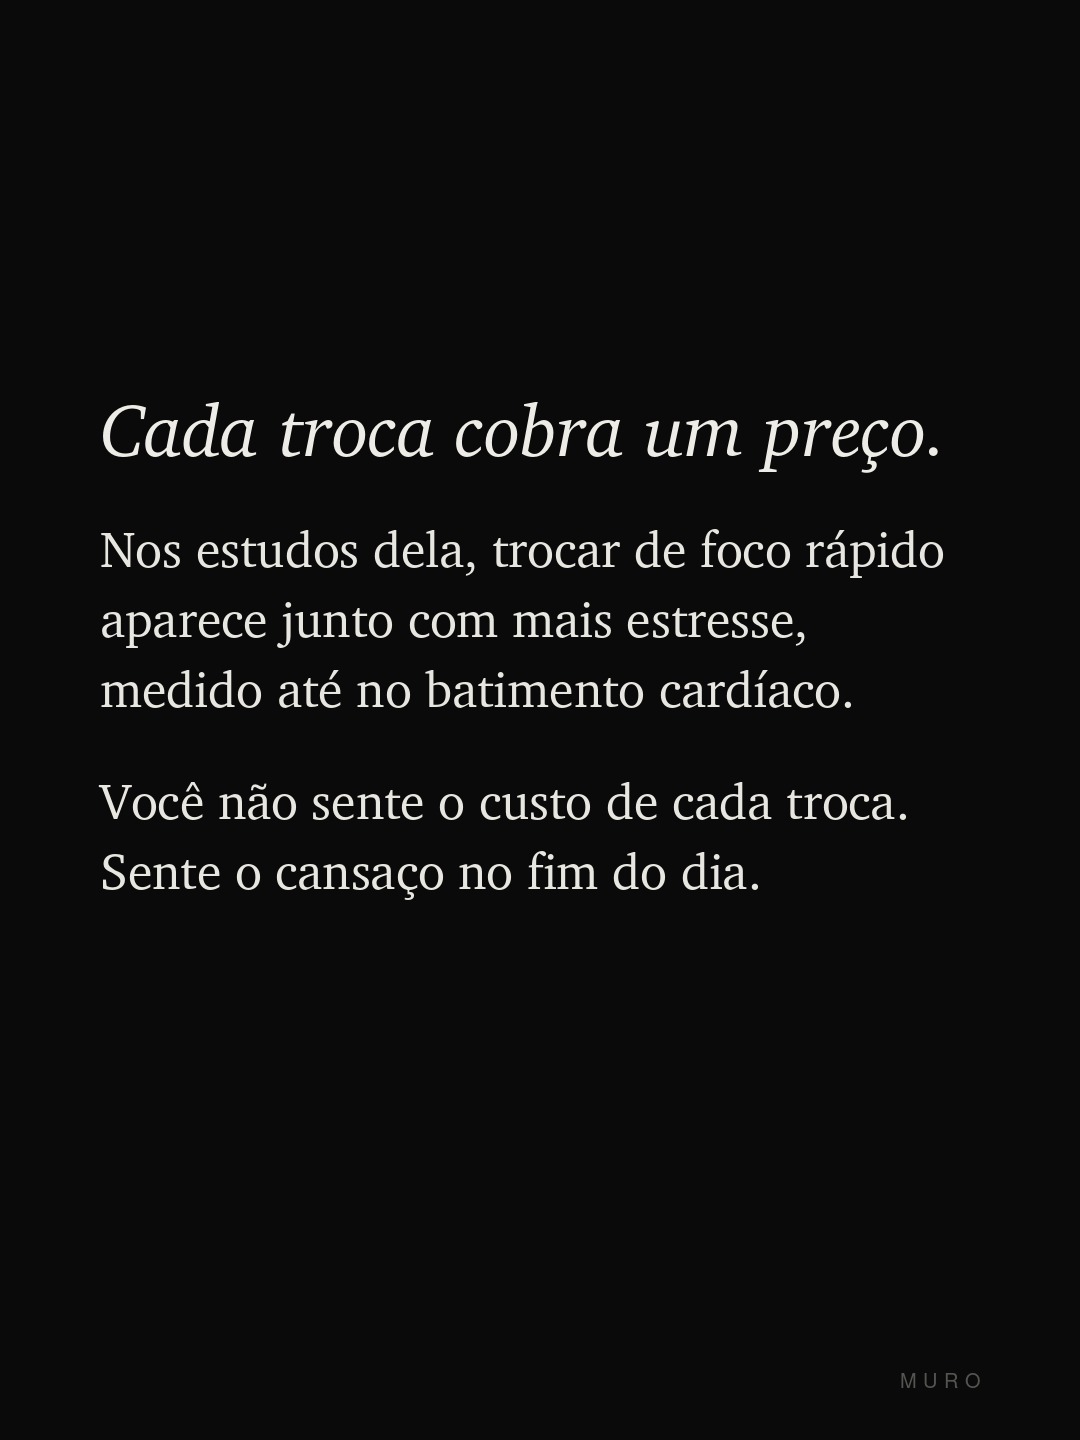 Cada troca cobra um preço.
Nos estudos dela, trocar de foco rápido
aparece junto com mais estresse,
medido até no batimento cardíaco.
Você não sente o custo de cada troca.
Sente o cansaço no fim do dia.
MURO